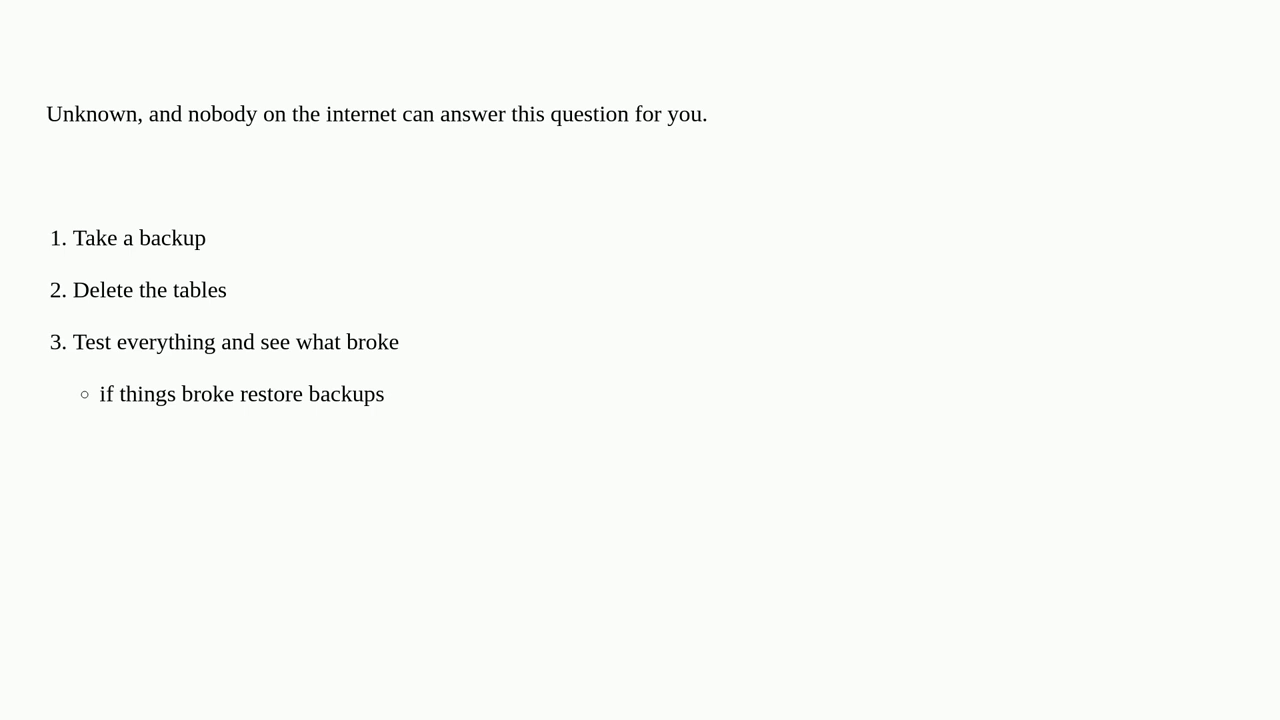 Unknown, and nobody on the internet can answer this question for you.
1. Take a backup
2. Delete the tables
3. Test everything and see what broke
○ if things broke restore backups